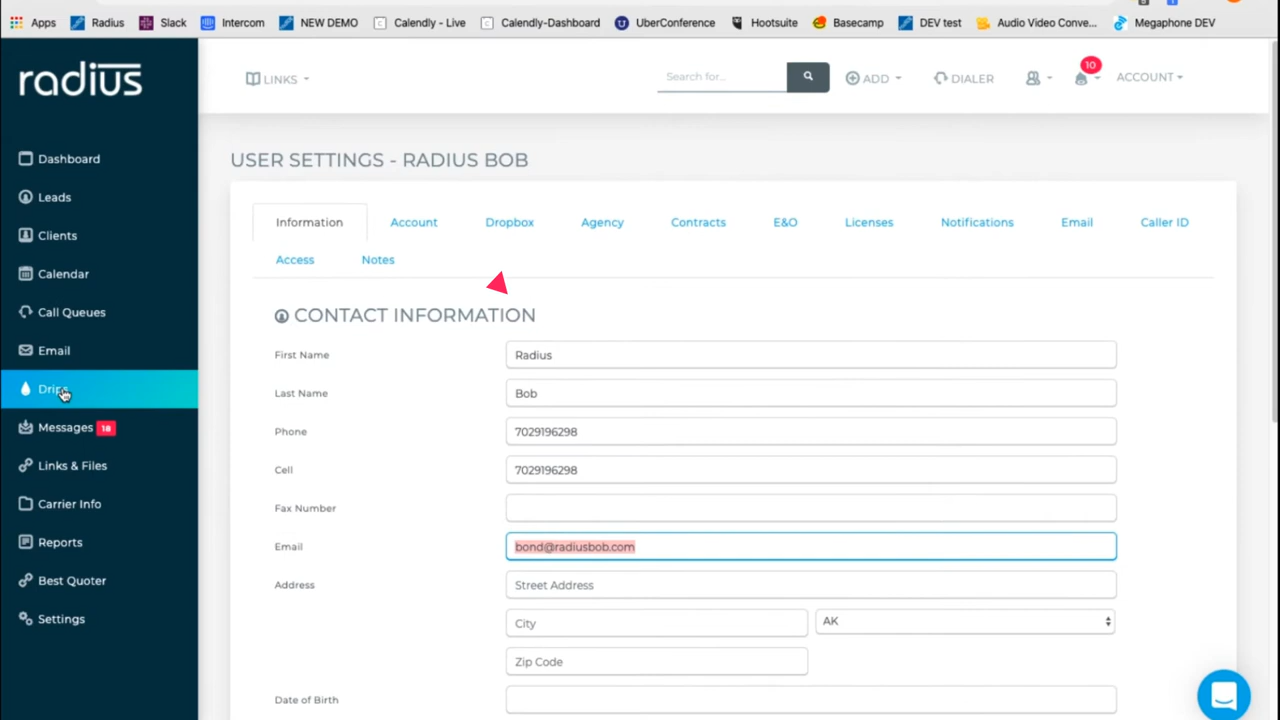 Apps Radius Slack Intercom NEW DEMO Calendly - Live Calendly-Dashboard UberConference Hootsuite Basecamp DEV test Audio Video Conve... Megaphone DEV
radius
LINKS
Search for...
ADD
DIALER
10
ACCOUNT
Dashboard
Leads
Clients
Calendar
Call Queues
Email
Drips
Messages 18
Links & Files
Carrier Info
Reports
Best Quoter
Settings
USER SETTINGS - RADIUS BOB
Information Account Dropbox Agency Contracts E&O Licenses Notifications Email Caller ID
Access Notes
CONTACT INFORMATION
First Name Radius
Last Name Bob
Phone 7029196298
Cell 7029196298
Fax Number
Email bond@radiusbob.com
Address Street Address
City AK
Zip Code
Date of Birth